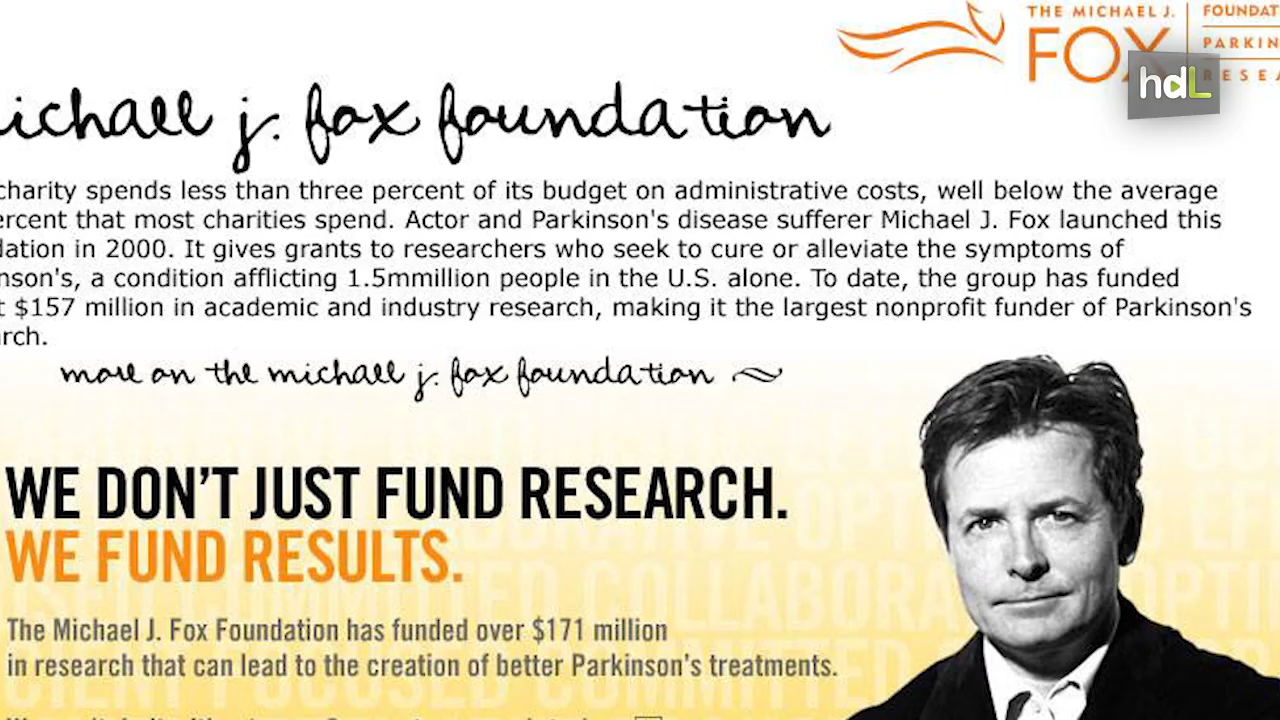 THE MICHAEL J.
FOUNDAT
FOX
PARKIN
RESEA
hdL
ichael j. fox foundation
charity spends less than three percent of its budget on administrative costs, well below the average
ercent that most charities spend. Actor and Parkinson's disease sufferer Michael J. Fox launched this
dation in 2000. It gives grants to researchers who seek to cure or alleviate the symptoms of
nson's, a condition afflicting 1.5mmillion people in the U.S. alone. To date, the group has funded
t $157 million in academic and industry research, making it the largest nonprofit funder of Parkinson's
rch.
more on the michael j. fox foundation
WE DON'T JUST FUND RESEARCH.
WE FUND RESULTS.
The Michael J. Fox Foundation has funded over $171 million
in research that can lead to the creation of better Parkinson's treatments.